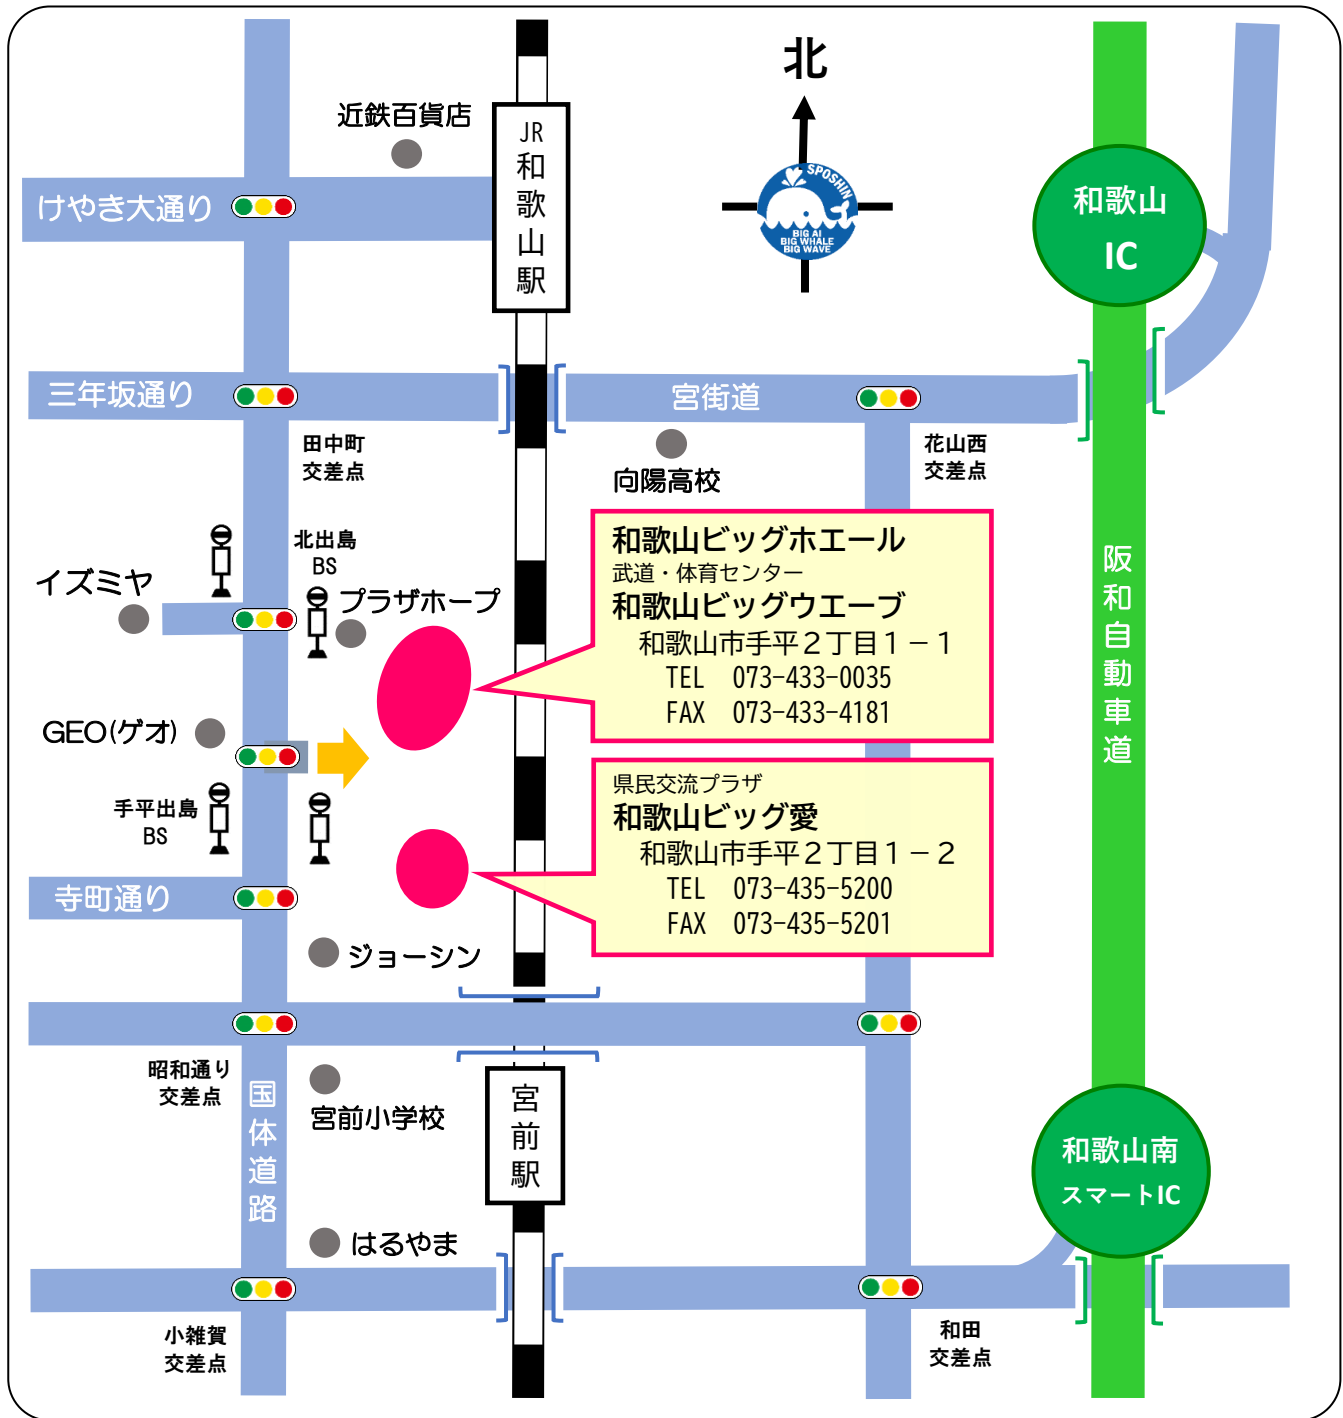 北
近鉄百貨店
JR
和歌山駅
SPOSHIN
BIG AI
BIG WHALE
BIG WAVE
和歌山
IC
けやき大通り
三年坂通り
宮街道
田中町
交差点
向陽高校
花山西
交差点
北出島
BS
イズミヤ
プラザホープ
和歌山ビッグホエール
武道・体育センター
和歌山ビッグウエーブ
和歌山市手平２丁目１－１
TEL 073-433-0035
FAX 073-433-4181
阪和自動車道
GEO(ゲオ)
手平出島
BS
県民交流プラザ
和歌山ビッグ愛
和歌山市手平２丁目１－２
TEL 073-435-5200
FAX 073-435-5201
寺町通り
ジョーシン
昭和通り
交差点
国体道路
宮前小学校
宮前駅
和歌山南
スマートIC
はるやま
小雑賀
交差点
和田
交差点